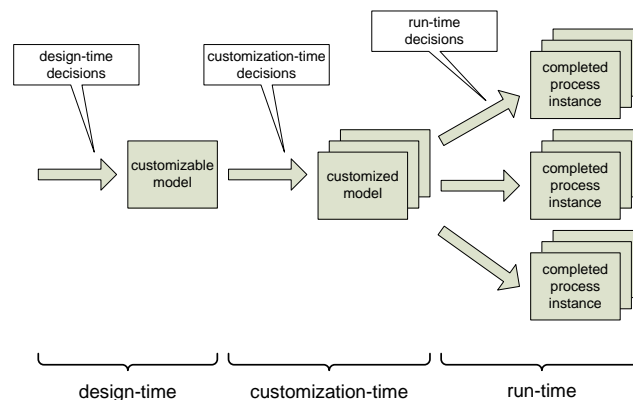 design-time
decisions
customization-time
decisions
run-time
decisions
customizable
model
customized
model
completed
process
instance
completed
process
instance
completed
process
instance
design-time
customization-time
run-time